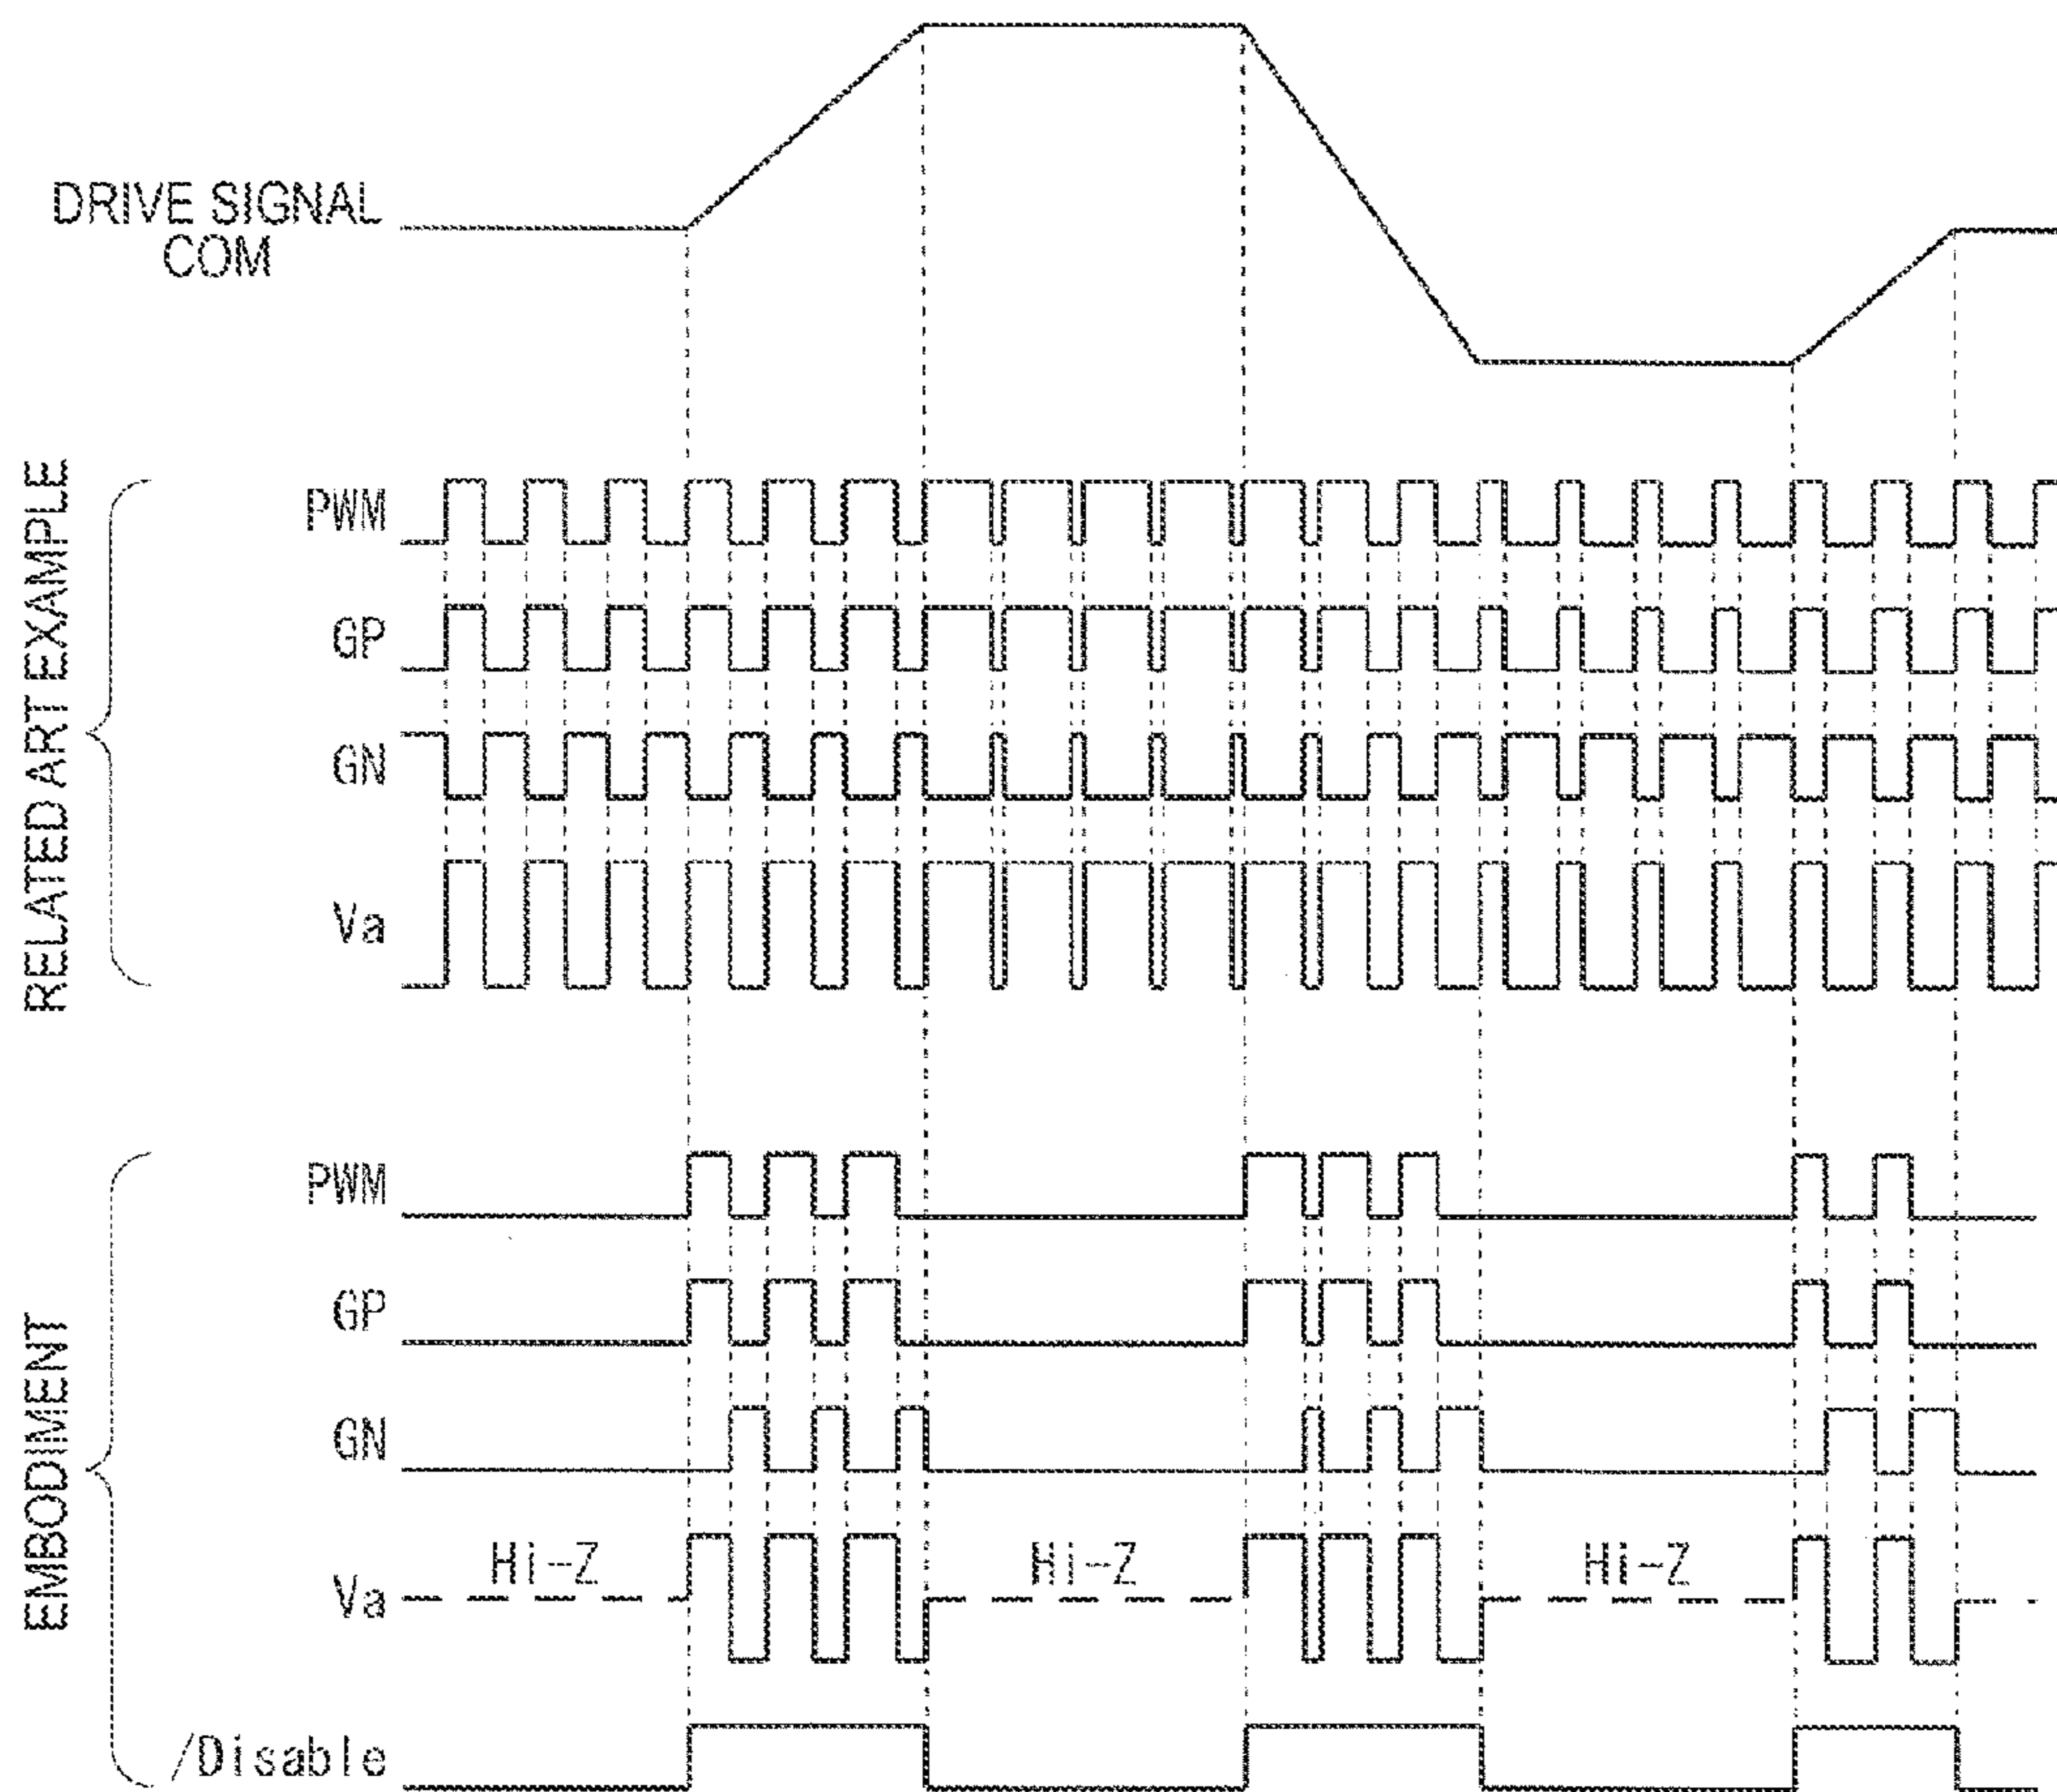 DRIVE SIGNAL
COM
RELATED ART EXAMPLE
PWM
GP
GN
Va
EMBODIMENT
PWM
GP
GN
Va
Hi-Z
Hi-Z
Hi-Z
/Disable